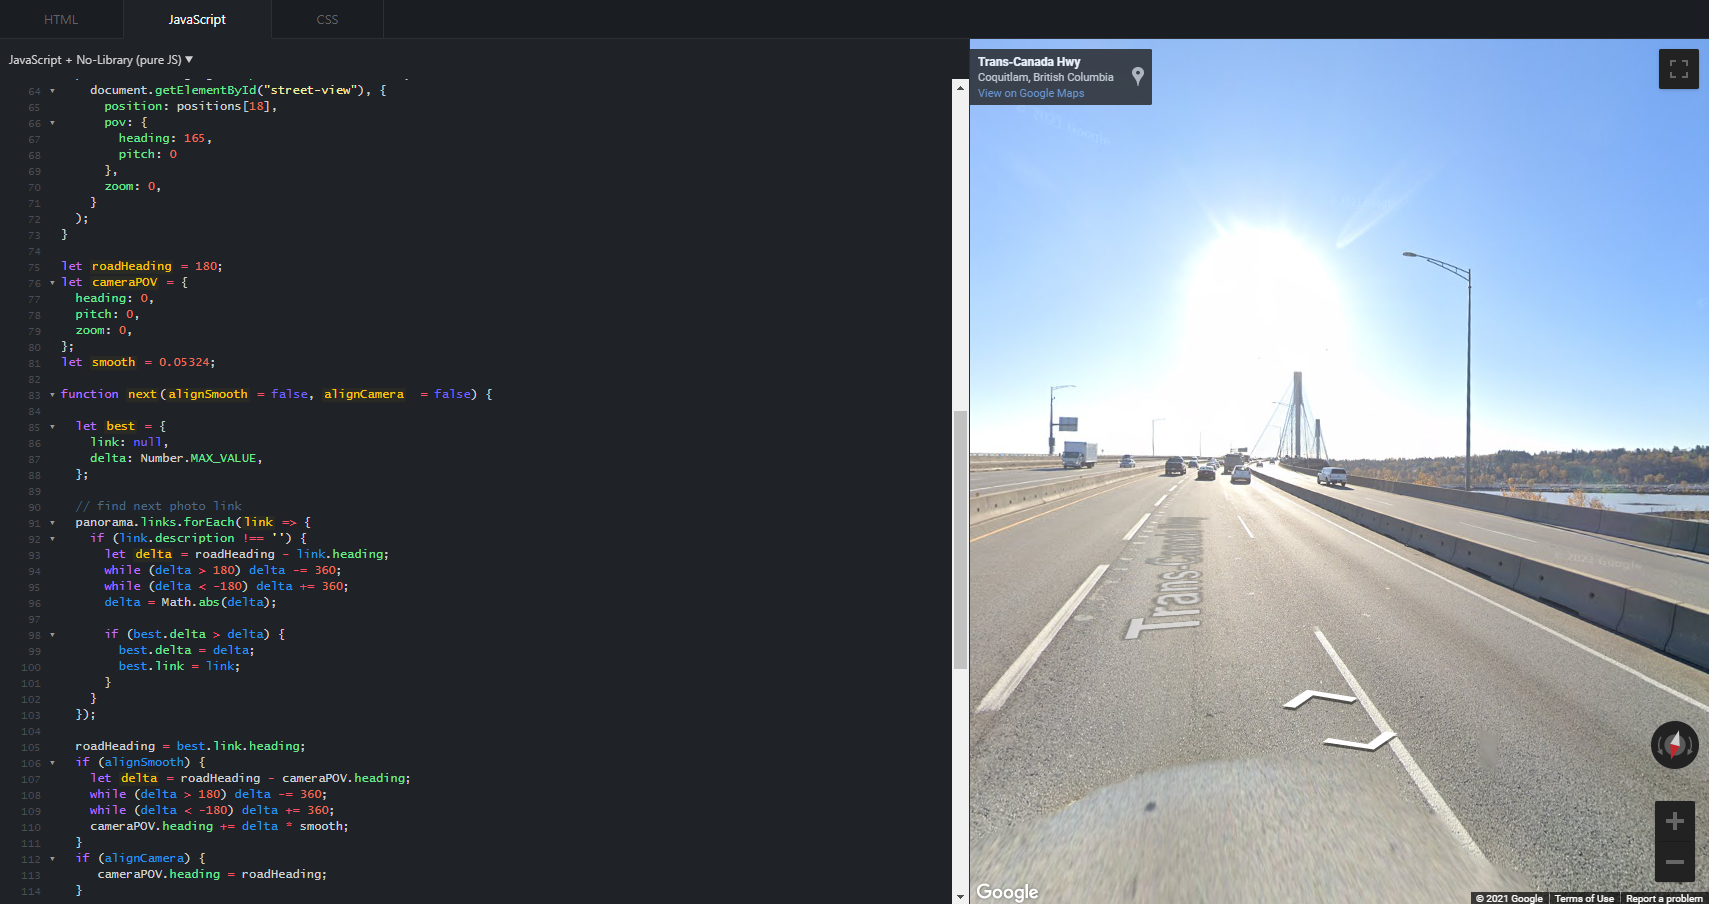 HTML
JavaScript
CSS
JavaScript + No-Library (pure JS) ▼
64 document.getElementById("street-view"), {
65 position: positions[18],
66 pov: {
67 heading: 165,
68 pitch: 0
69 },
70 zoom: 0,
71 }
72 );
73 }
74
75 let roadHeading = 180;
76 let cameraPOV = {
77 heading: 0,
78 pitch: 0,
79 zoom: 0,
80 };
81 let smooth = 0.05324;
82
83 function next(alignSmooth = false, alignCamera = false) {
84
85 let best = {
86 link: null,
87 delta: Number.MAX_VALUE,
88 };
89
90 // find next photo link
91 panorama.links.forEach(link => {
92 if (link.description !== '') {
93 let delta = roadHeading - link.heading;
94 while (delta > 180) delta -= 360;
95 while (delta < -180) delta += 360;
96 delta = Math.abs(delta);
97
98 if (best.delta > delta) {
99 best.delta = delta;
100 best.link = link;
101 }
102 }
103 });
104
105 roadHeading = best.link.heading;
106 if (alignSmooth) {
107 let delta = roadHeading - cameraPOV.heading;
108 while (delta > 180) delta -= 360;
109 while (delta < -180) delta += 360;
110 cameraPOV.heading += delta * smooth;
111 }
112 if (alignCamera) {
113 cameraPOV.heading = roadHeading;
114 }
Trans-Canada Hwy
Coquitlam, British Columbia
View on Google Maps
© 2021 Google
© 2021 Google
Google
© 2021 Google
Terms of Use
Report a problem